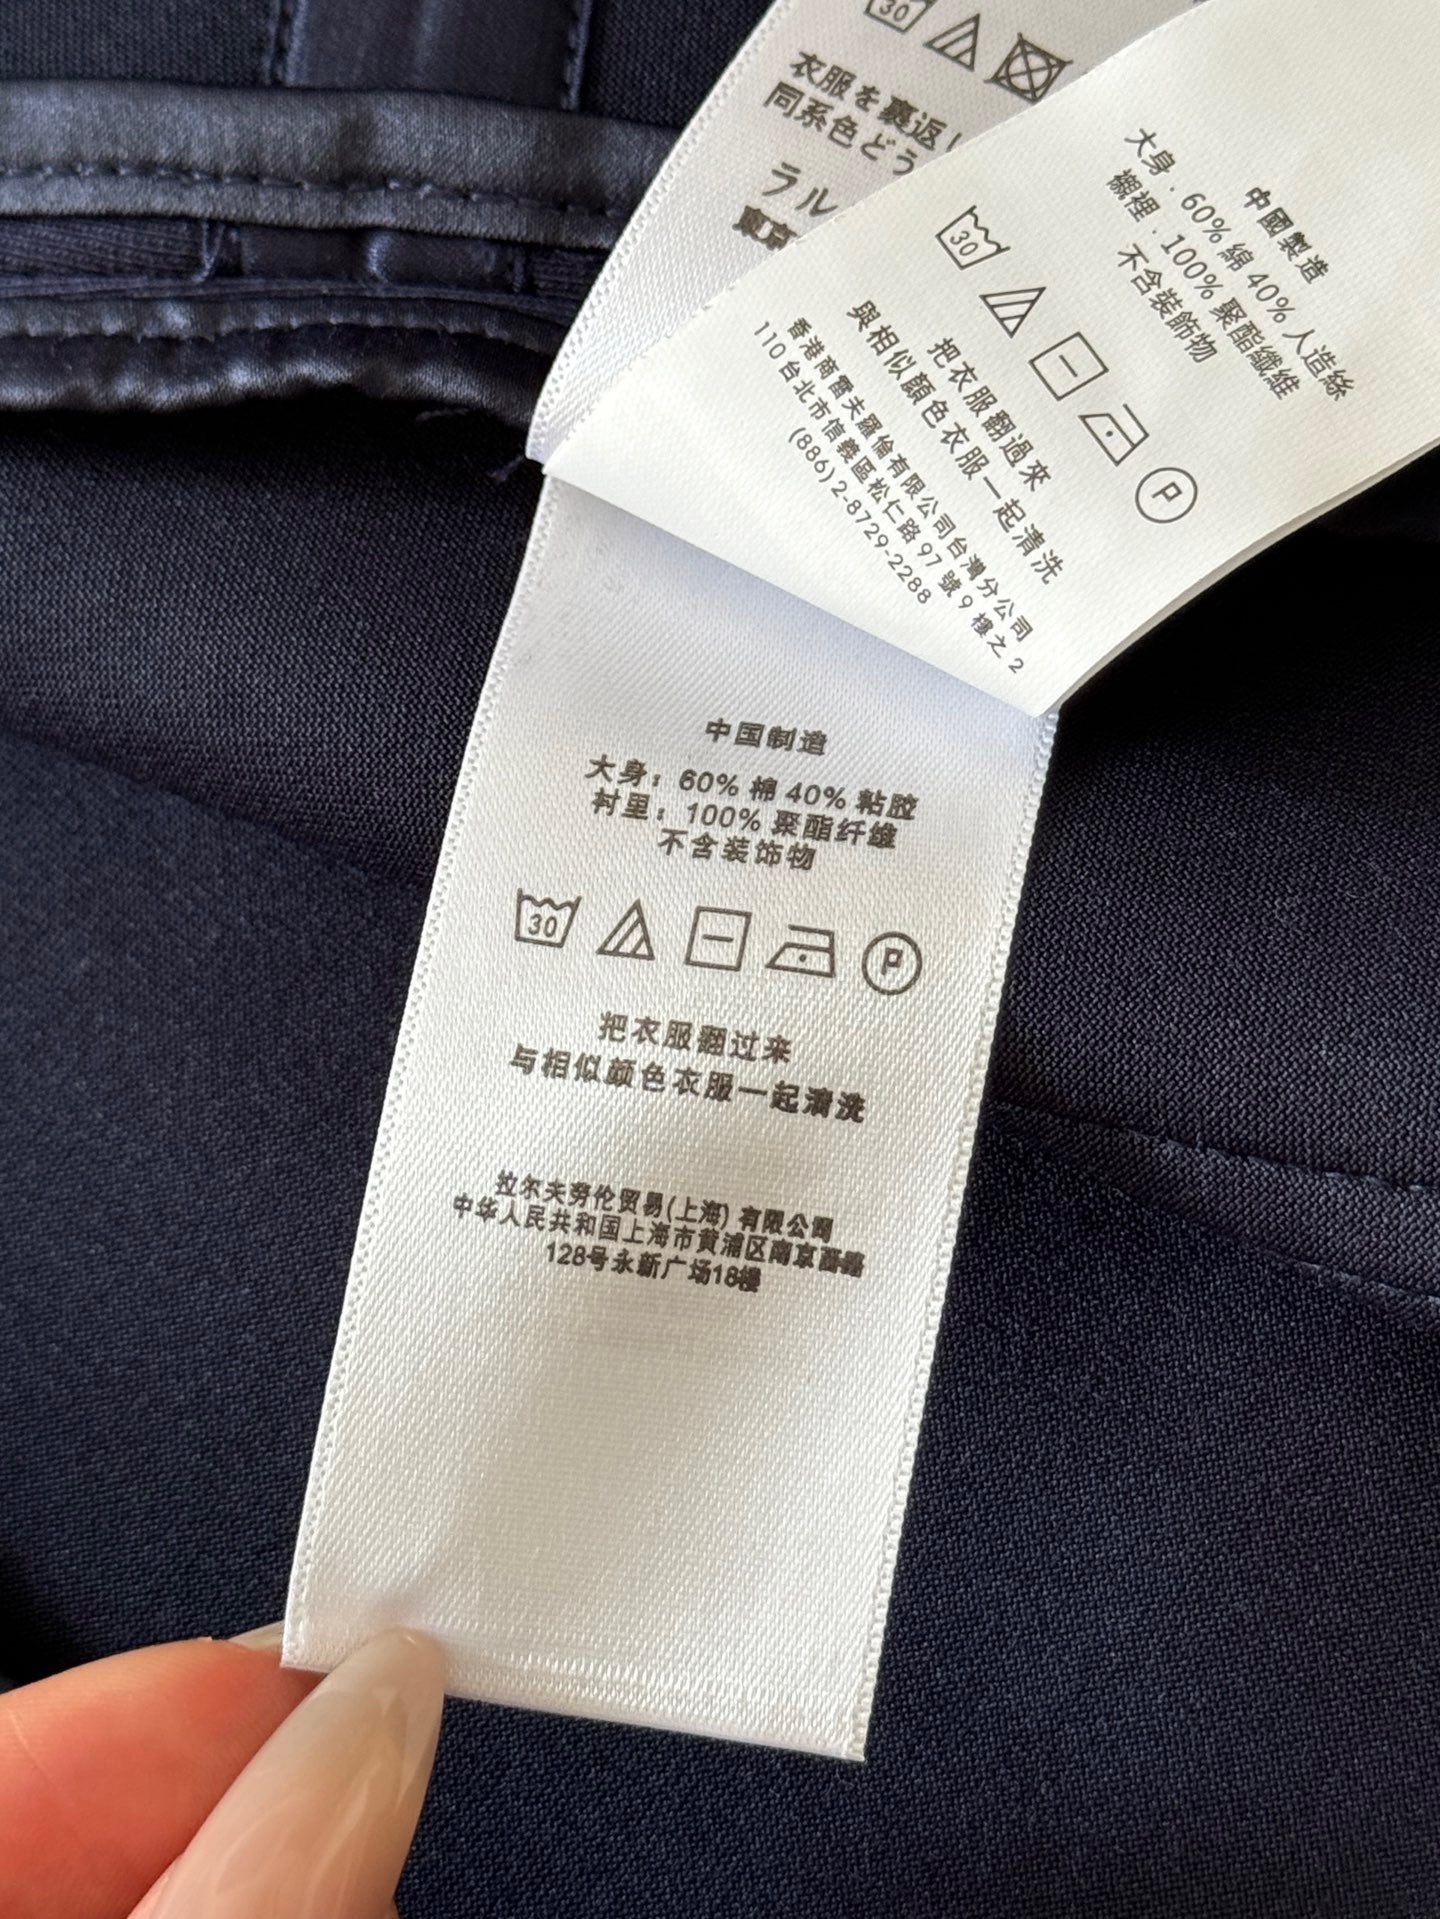 30
衣服を裏返し
同系色どう
ラル
東京
中國製造
大身：60% 綿 40% 人造絲
襯裡：100% 聚酯纖維
不含裝飾物
30
P
把衣服翻過來
與相似顏色衣服一起清洗
香港商雷夫羅倫有限公司台灣分公司
110台北市信義區松仁路 97 號 9 樓之 2
(886) 2-8729-2288
中国制造
大身：60% 棉 40% 粘胶
衬里：100% 聚酯纤维
不含装饰物
30
P
把衣服翻过来
与相似颜色衣服一起清洗
拉尔夫劳伦贸易(上海) 有限公司
中华人民共和国上海市黄浦区南京西路
128号永新广场18楼